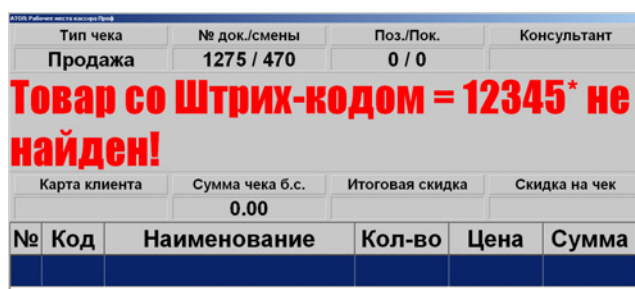 ATOR: Рабочее место кассира Проф
Тип чека № док./смены Поз./Пок. Консультант
Продажа 1275 / 470 0 / 0
Товар со Штрих-кодом = 12345* не
найден!
Карта клиента Сумма чека б.с. Итоговая скидка Скидка на чек
0.00
№ Код Наименование Кол-во Цена Сумма